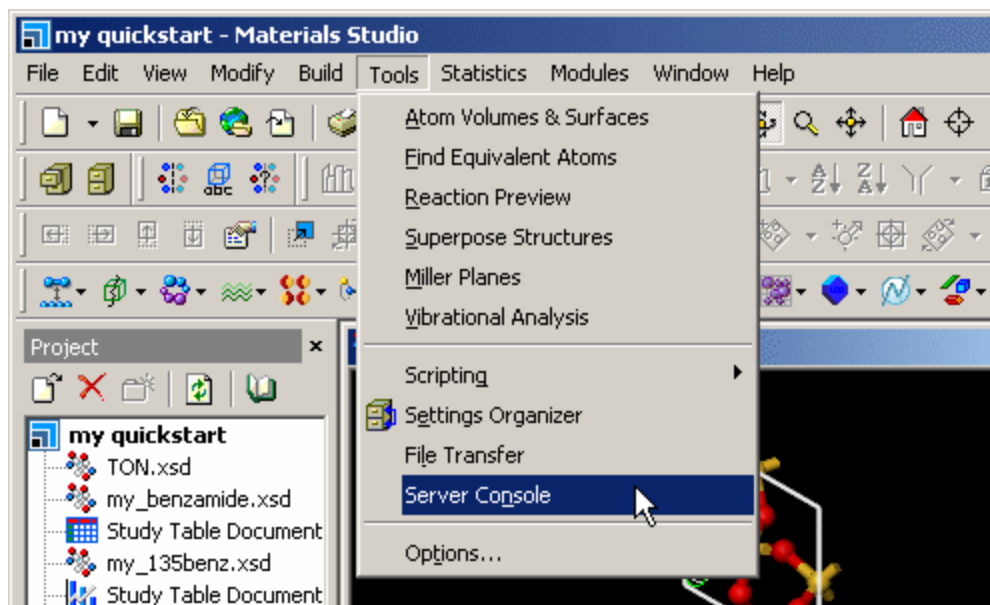 my quickstart - Materials Studio
File Edit View Modify Build Tools Statistics Modules Window Help
Atom Volumes & Surfaces
Find Equivalent Atoms
Reaction Preview
Superpose Structures
Miller Planes
Vibrational Analysis
Scripting
Settings Organizer
File Transfer
Server Console
Options...
abc
A Z
Z A
Project
my quickstart
TON.xsd
my_benzamide.xsd
Study Table Document
my_135benz.xsd
Study Table Document